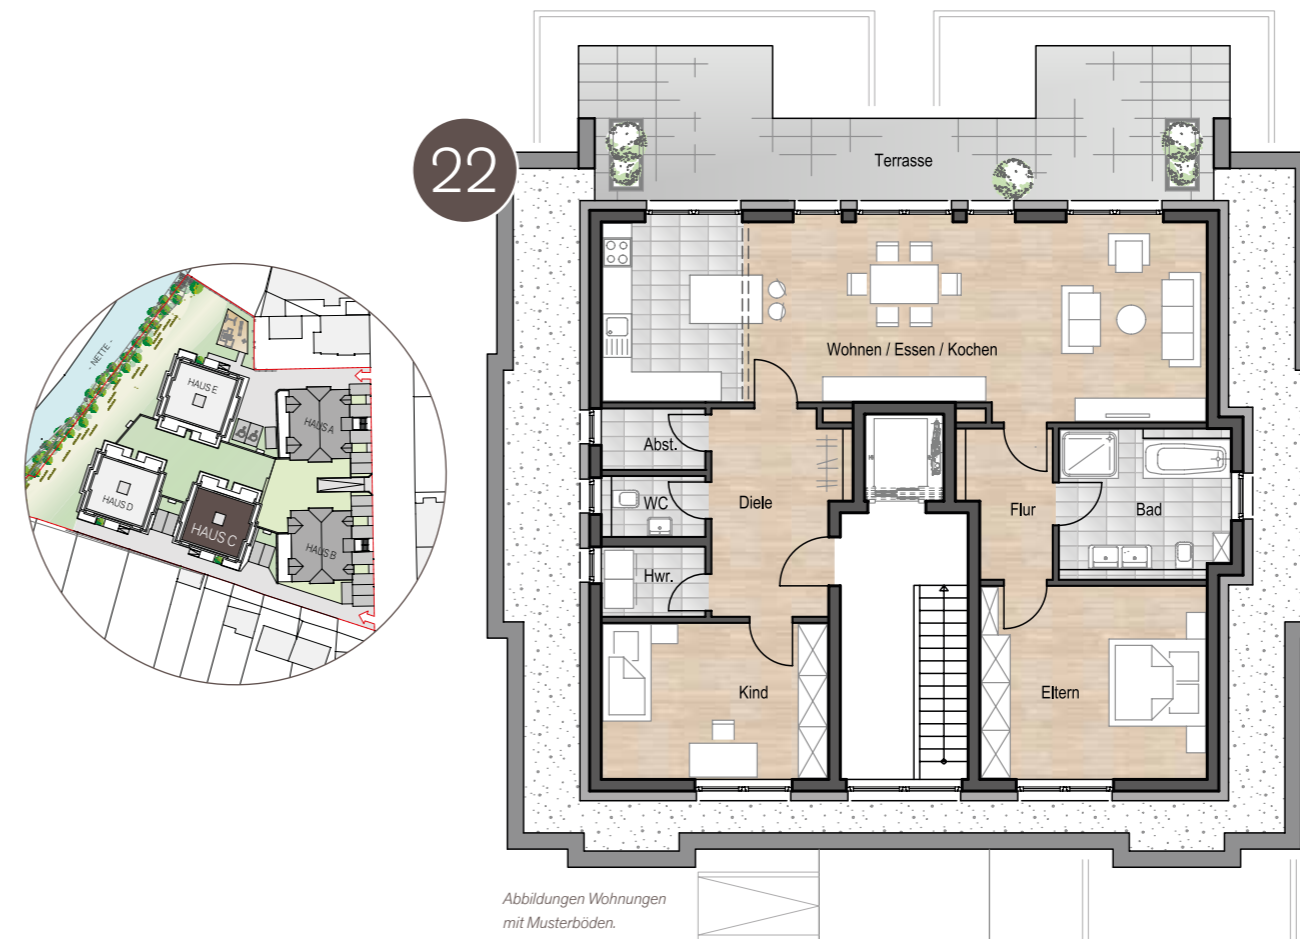 22
Terrasse
Wohnen / Essen / Kochen
Abst.
WC
Diele
Flur
Bad
Hwr.
Kind
Eltern
- NETTE -
HAUS E
HAUS A
HAUS D
HAUS C
HAUS B
Abbildungen Wohnungen
mit Musterböden.